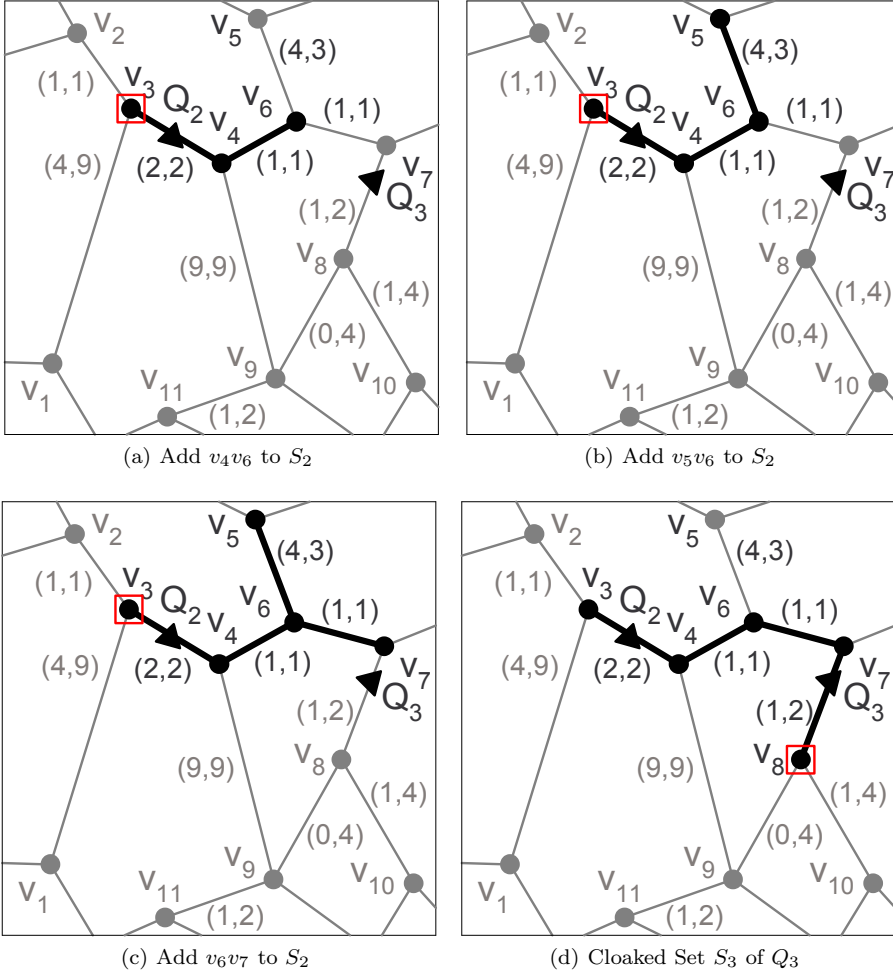 v5
v2
(4,3)
(1,1)
v3
Q2
v6
v4
(1,1)
(4,9)
(2,2)
(1,1)
v7
Q3
(1,2)
v8
(9,9)
(1,4)
(0,4)
v9
v10
v11
v1
(1,2)
(a) Add v4v6 to S2
v5
v2
(4,3)
(1,1)
v3
Q2
v6
v4
(1,1)
(4,9)
(2,2)
(1,1)
v7
Q3
(1,2)
v8
(9,9)
(1,4)
(0,4)
v9
v10
v11
v1
(1,2)
(b) Add v5v6 to S2
v5
v2
(4,3)
(1,1)
v3
Q2
v6
v4
(1,1)
(4,9)
(2,2)
(1,1)
v7
Q3
(1,2)
v8
(9,9)
(1,4)
(0,4)
v9
v10
v11
v1
(1,2)
(c) Add v6v7 to S2
v5
v2
(4,3)
(1,1)
v3
Q2
v6
v4
(1,1)
(4,9)
(2,2)
(1,1)
v7
Q3
(1,2)
v8
(9,9)
(1,4)
(0,4)
v9
v10
v11
v1
(1,2)
(d) Cloaked Set S3 of Q3